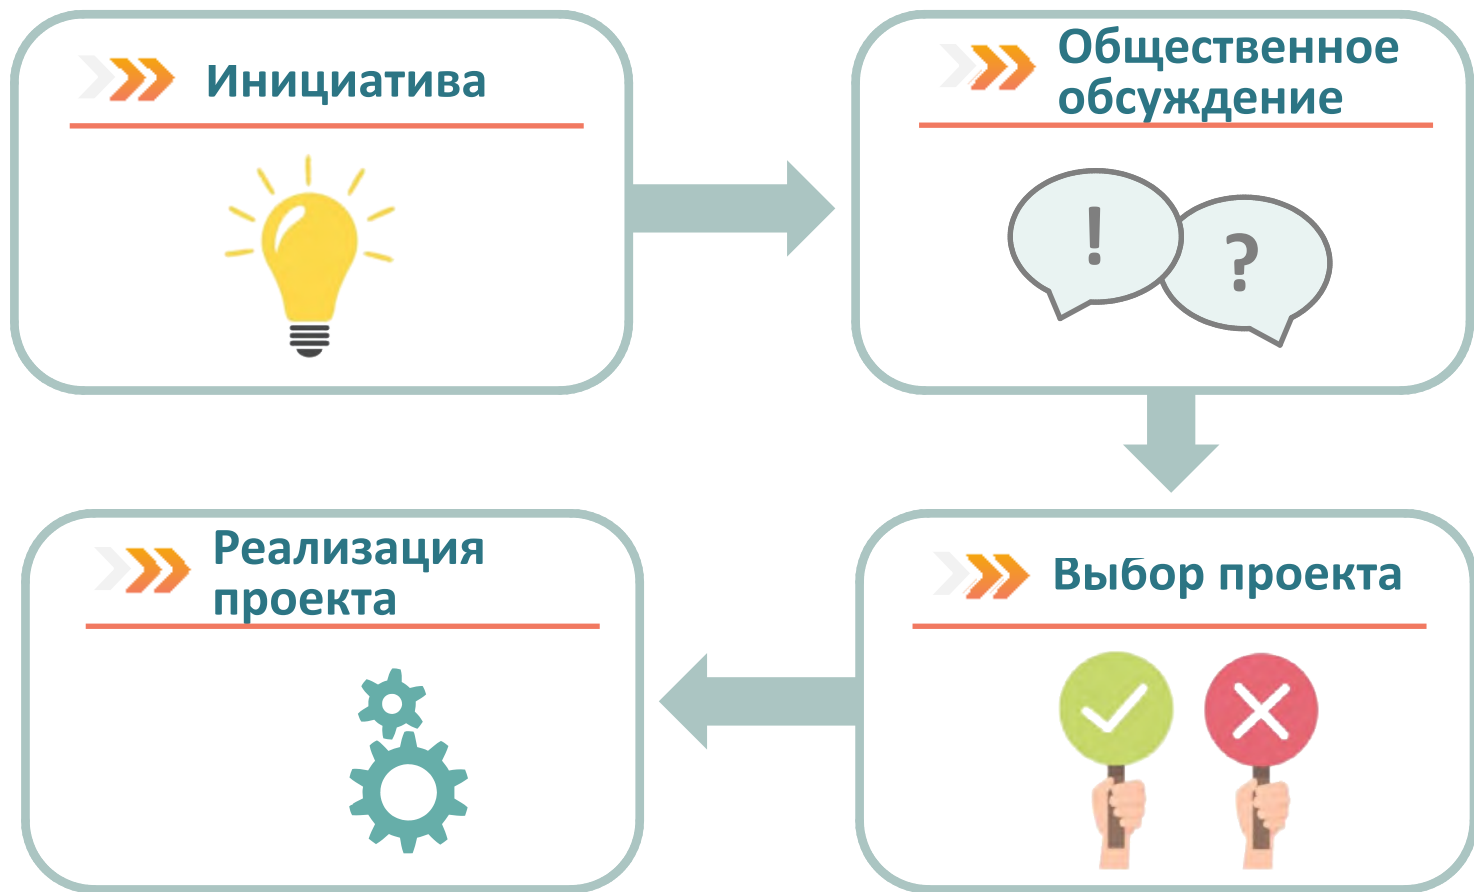 Инициатива
Общественное
обсуждение
!
?
Реализация
проекта
Выбор проекта